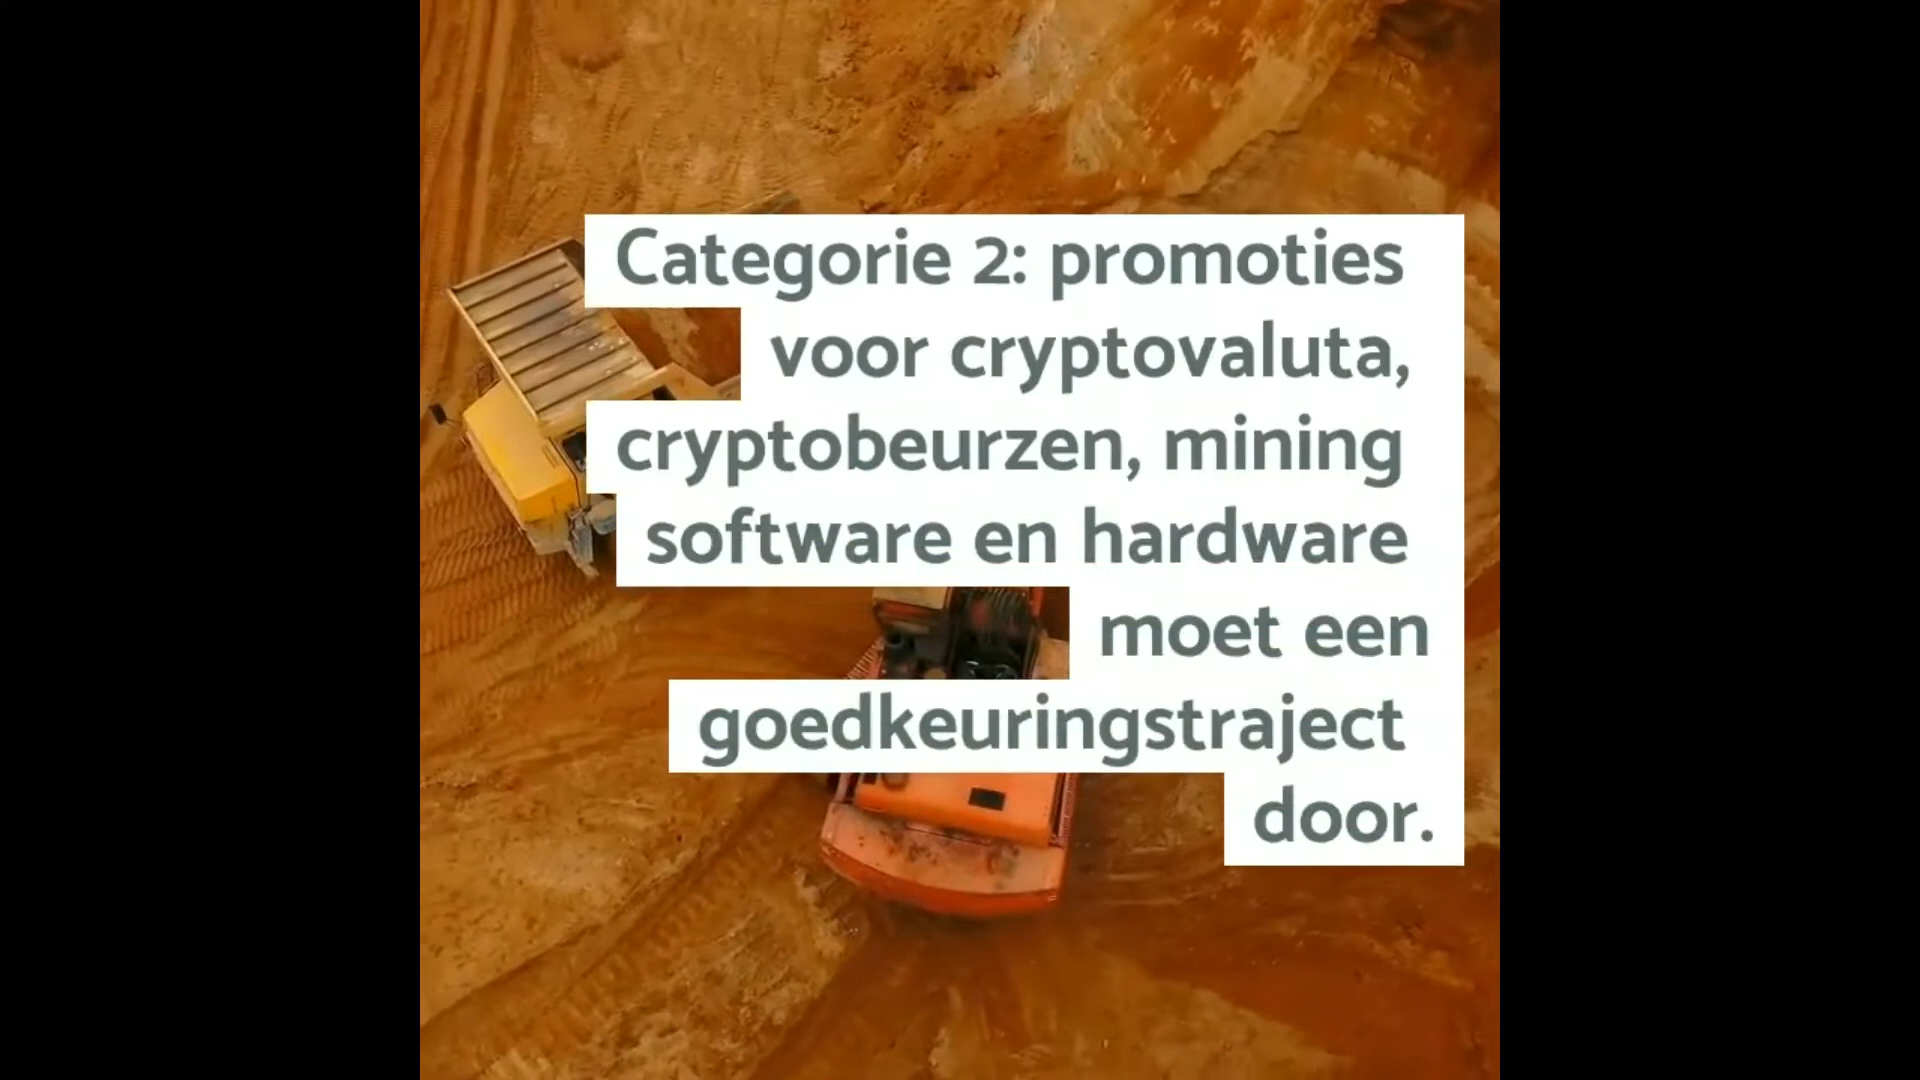 Categorie 2: promoties
voor cryptovaluta,
cryptobeurzen, mining
software en hardware
moet een
goedkeuringstraject
door.